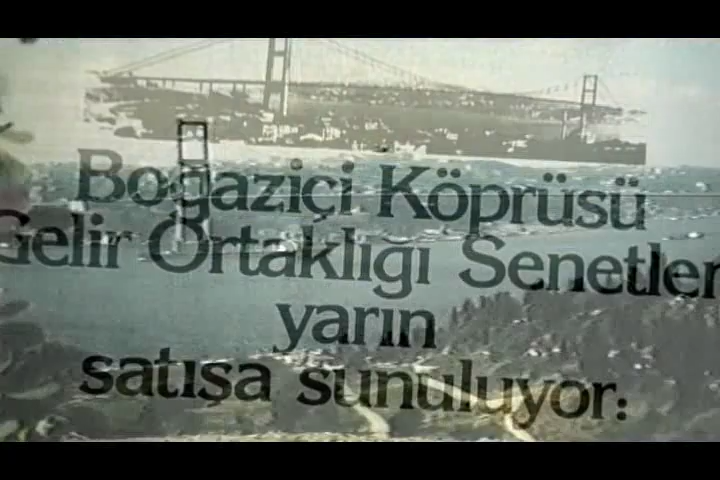 Boğaziçi Köprüsü
Gelir Ortaklığı Senetler
yarın
satışa sunuluyor: